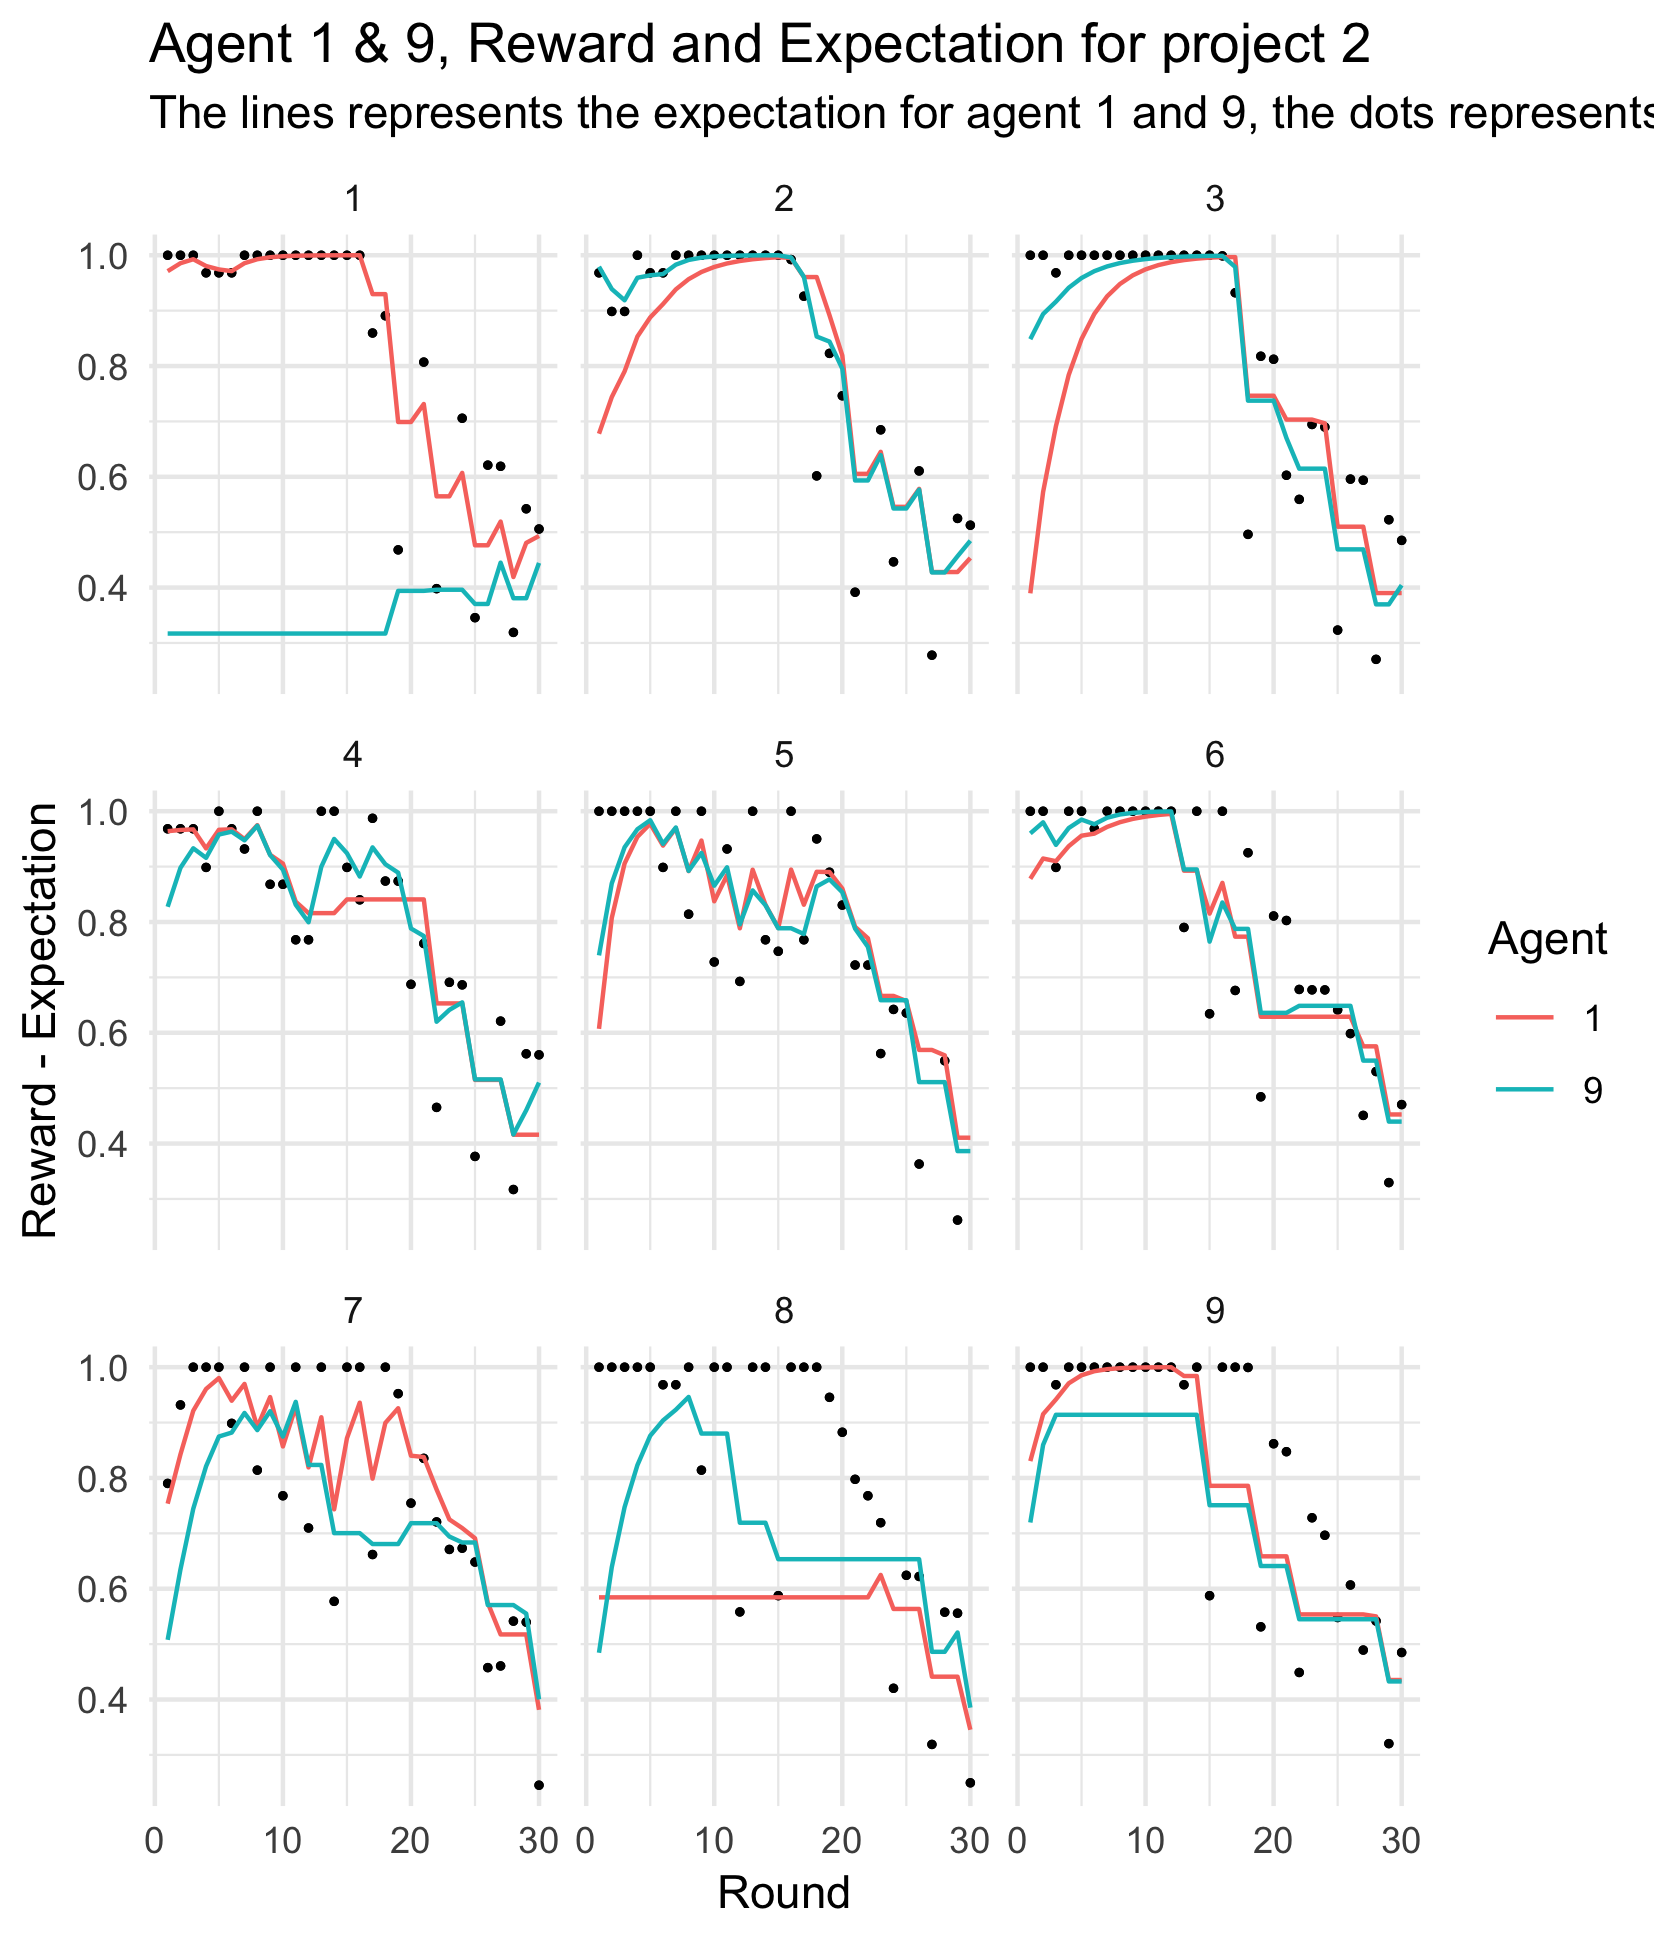 Agent 1 & 9, Reward and Expectation for project 2
The lines represents the expectation for agent 1 and 9, the dots represents
1 2 3
1.0
0.8
0.6
0.4
4 5 6
1.0
0.8
0.6
0.4
7 8 9
1.0
0.8
0.6
0.4
0 10 20 30 0 10 20 30 0 10 20 30
Round
Reward - Expectation
Agent
1
9